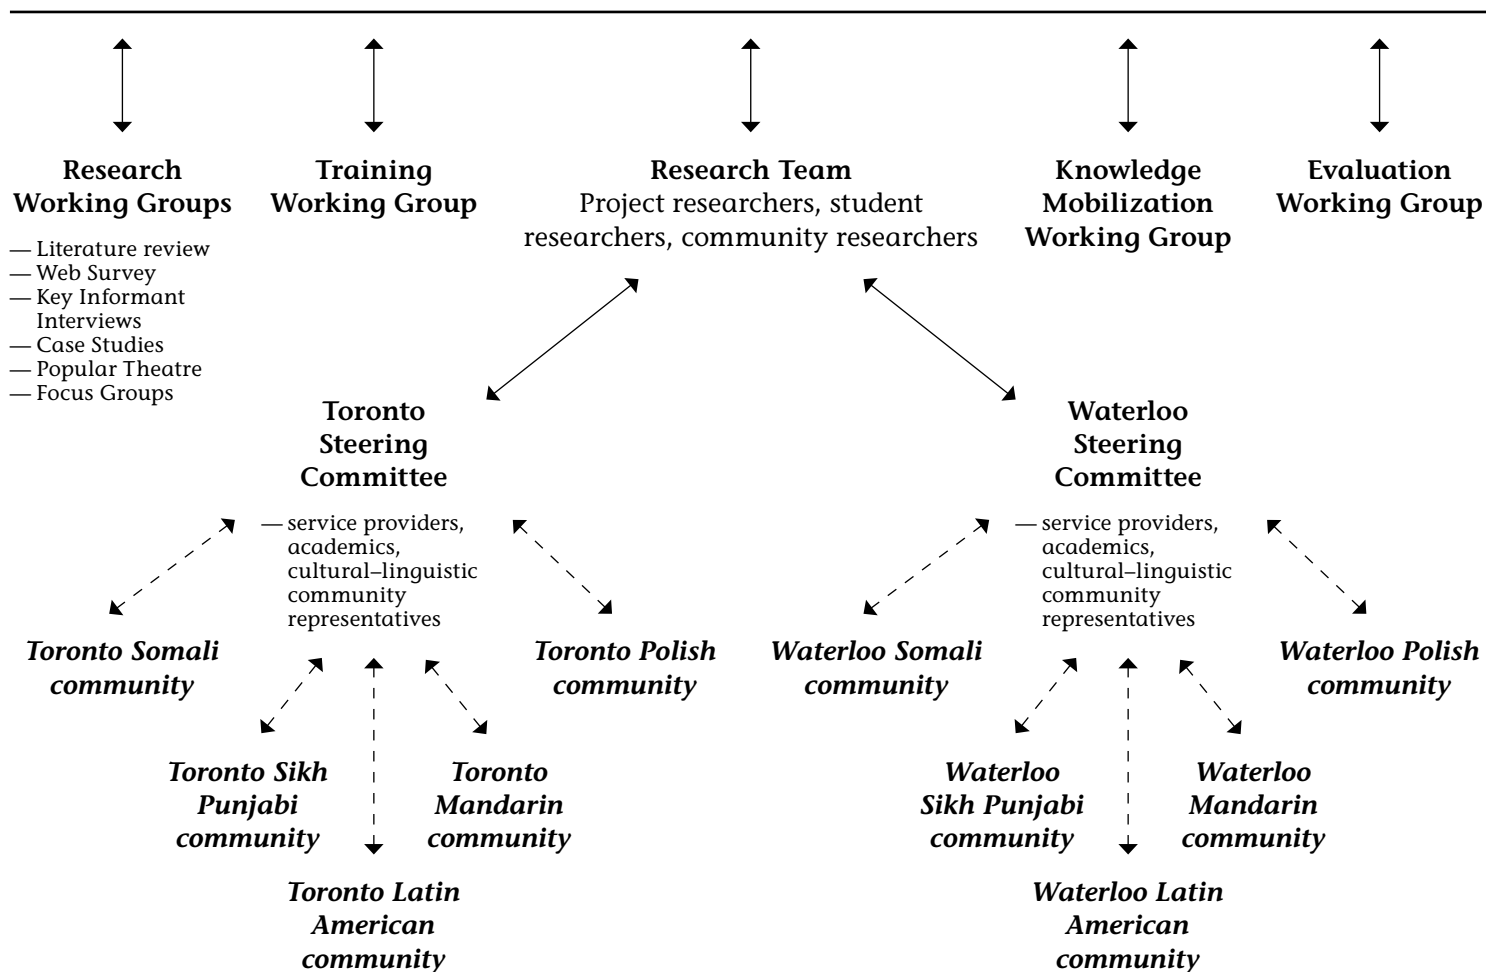 Research
Working Groups
— Literature review
— Web Survey
— Key Informant
Interviews
— Case Studies
— Popular Theatre
— Focus Groups
Training
Working Group
Research Team
Project researchers, student
researchers, community researchers
Knowledge
Mobilization
Working Group
Evaluation
Working Group
Toronto
Steering
Committee
— service providers,
academics,
cultural–linguistic
community
representatives
Waterloo
Steering
Committee
— service providers,
academics,
cultural–linguistic
community
representatives
Toronto Somali
community
Toronto Polish
community
Waterloo Somali
community
Waterloo Polish
community
Toronto Sikh
Punjabi
community
Toronto
Mandarin
community
Waterloo
Sikh Punjabi
community
Waterloo
Mandarin
community
Toronto Latin
American
community
Waterloo Latin
American
community